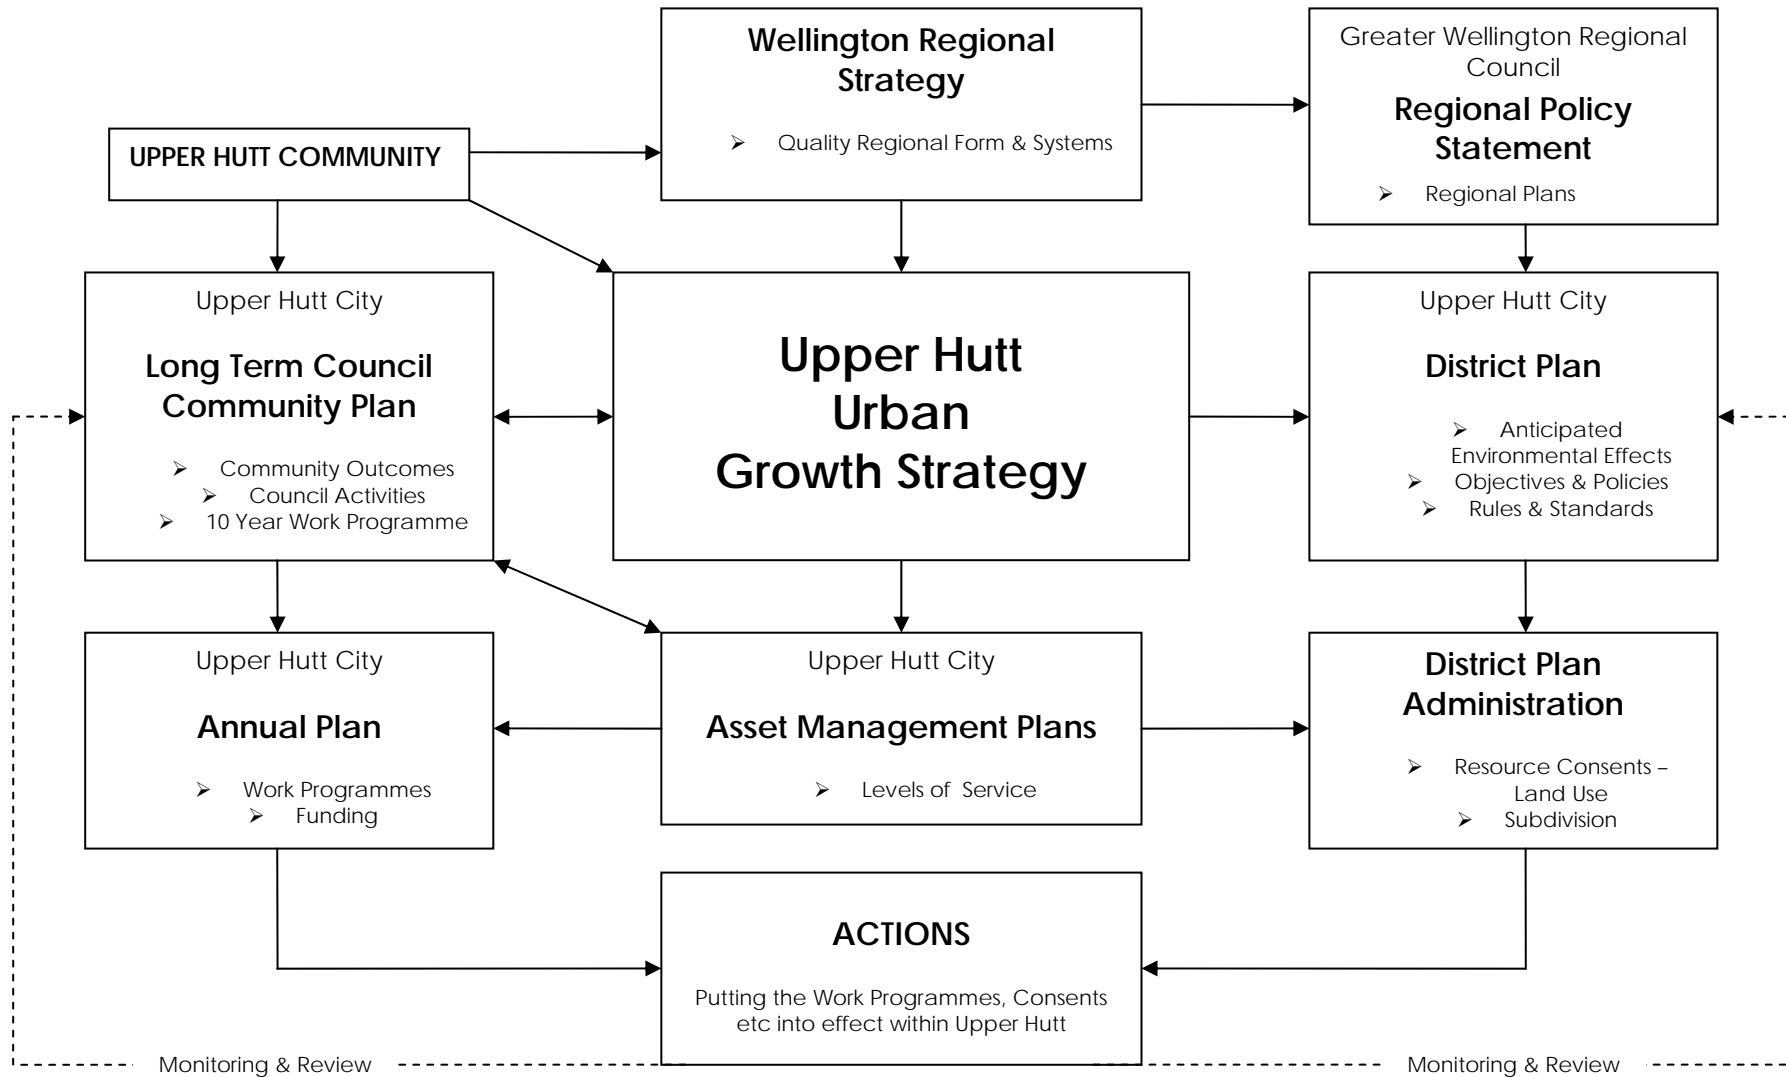 Wellington Regional
Strategy
➢ Quality Regional Form & Systems
Greater Wellington Regional
Council
Regional Policy
Statement
➢ Regional Plans
UPPER HUTT COMMUNITY
Upper Hutt City
Long Term Council
Community Plan
➢ Community Outcomes
➢ Council Activities
➢ 10 Year Work Programme
Upper Hutt
Urban
Growth Strategy
Upper Hutt City
District Plan
➢ Anticipated
Environmental Effects
➢ Objectives & Policies
➢ Rules & Standards
Upper Hutt City
Annual Plan
➢ Work Programmes
➢ Funding
Upper Hutt City
Asset Management Plans
➢ Levels of Service
District Plan
Administration
➢ Resource Consents –
Land Use
➢ Subdivision
ACTIONS
Putting the Work Programmes, Consents
etc into effect within Upper Hutt
Monitoring & Review
Monitoring & Review